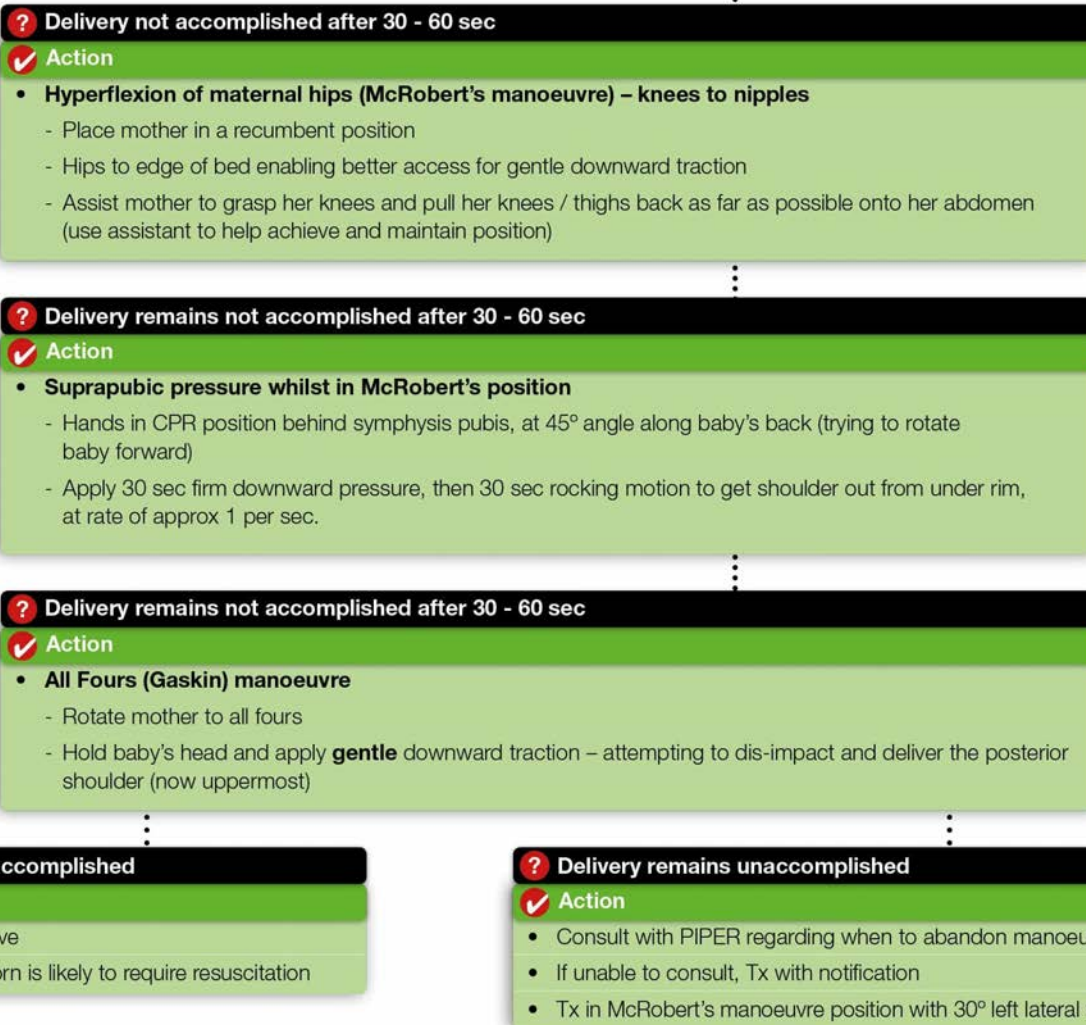 Delivery not accomplished after 30 - 60 sec
Action
• Hyperflexion of maternal hips (McRobert's manoeuvre) – knees to nipples
- Place mother in a recumbent position
- Hips to edge of bed enabling better access for gentle downward traction
- Assist mother to grasp her knees and pull her knees / thighs back as far as possible onto her abdomen
(use assistant to help achieve and maintain position)
Delivery remains not accomplished after 30 - 60 sec
Action
• Suprapubic pressure whilst in McRobert's position
- Hands in CPR position behind symphysis pubis, at 45º angle along baby's back (trying to rotate
baby forward)
- Apply 30 sec firm downward pressure, then 30 sec rocking motion to get shoulder out from under rim,
at rate of approx 1 per sec.
Delivery remains not accomplished after 30 - 60 sec
Action
• All Fours (Gaskin) manoeuvre
- Rotate mother to all fours
- Hold baby's head and apply gentle downward traction – attempting to dis-impact and deliver the posterior
shoulder (now uppermost)
ccomplished
ve
rn is likely to require resuscitation
Delivery remains unaccomplished
Action
• Consult with PIPER regarding when to abandon manoeu
• If unable to consult, Tx with notification
• Tx in McRobert's manoeuvre position with 30º left lateral